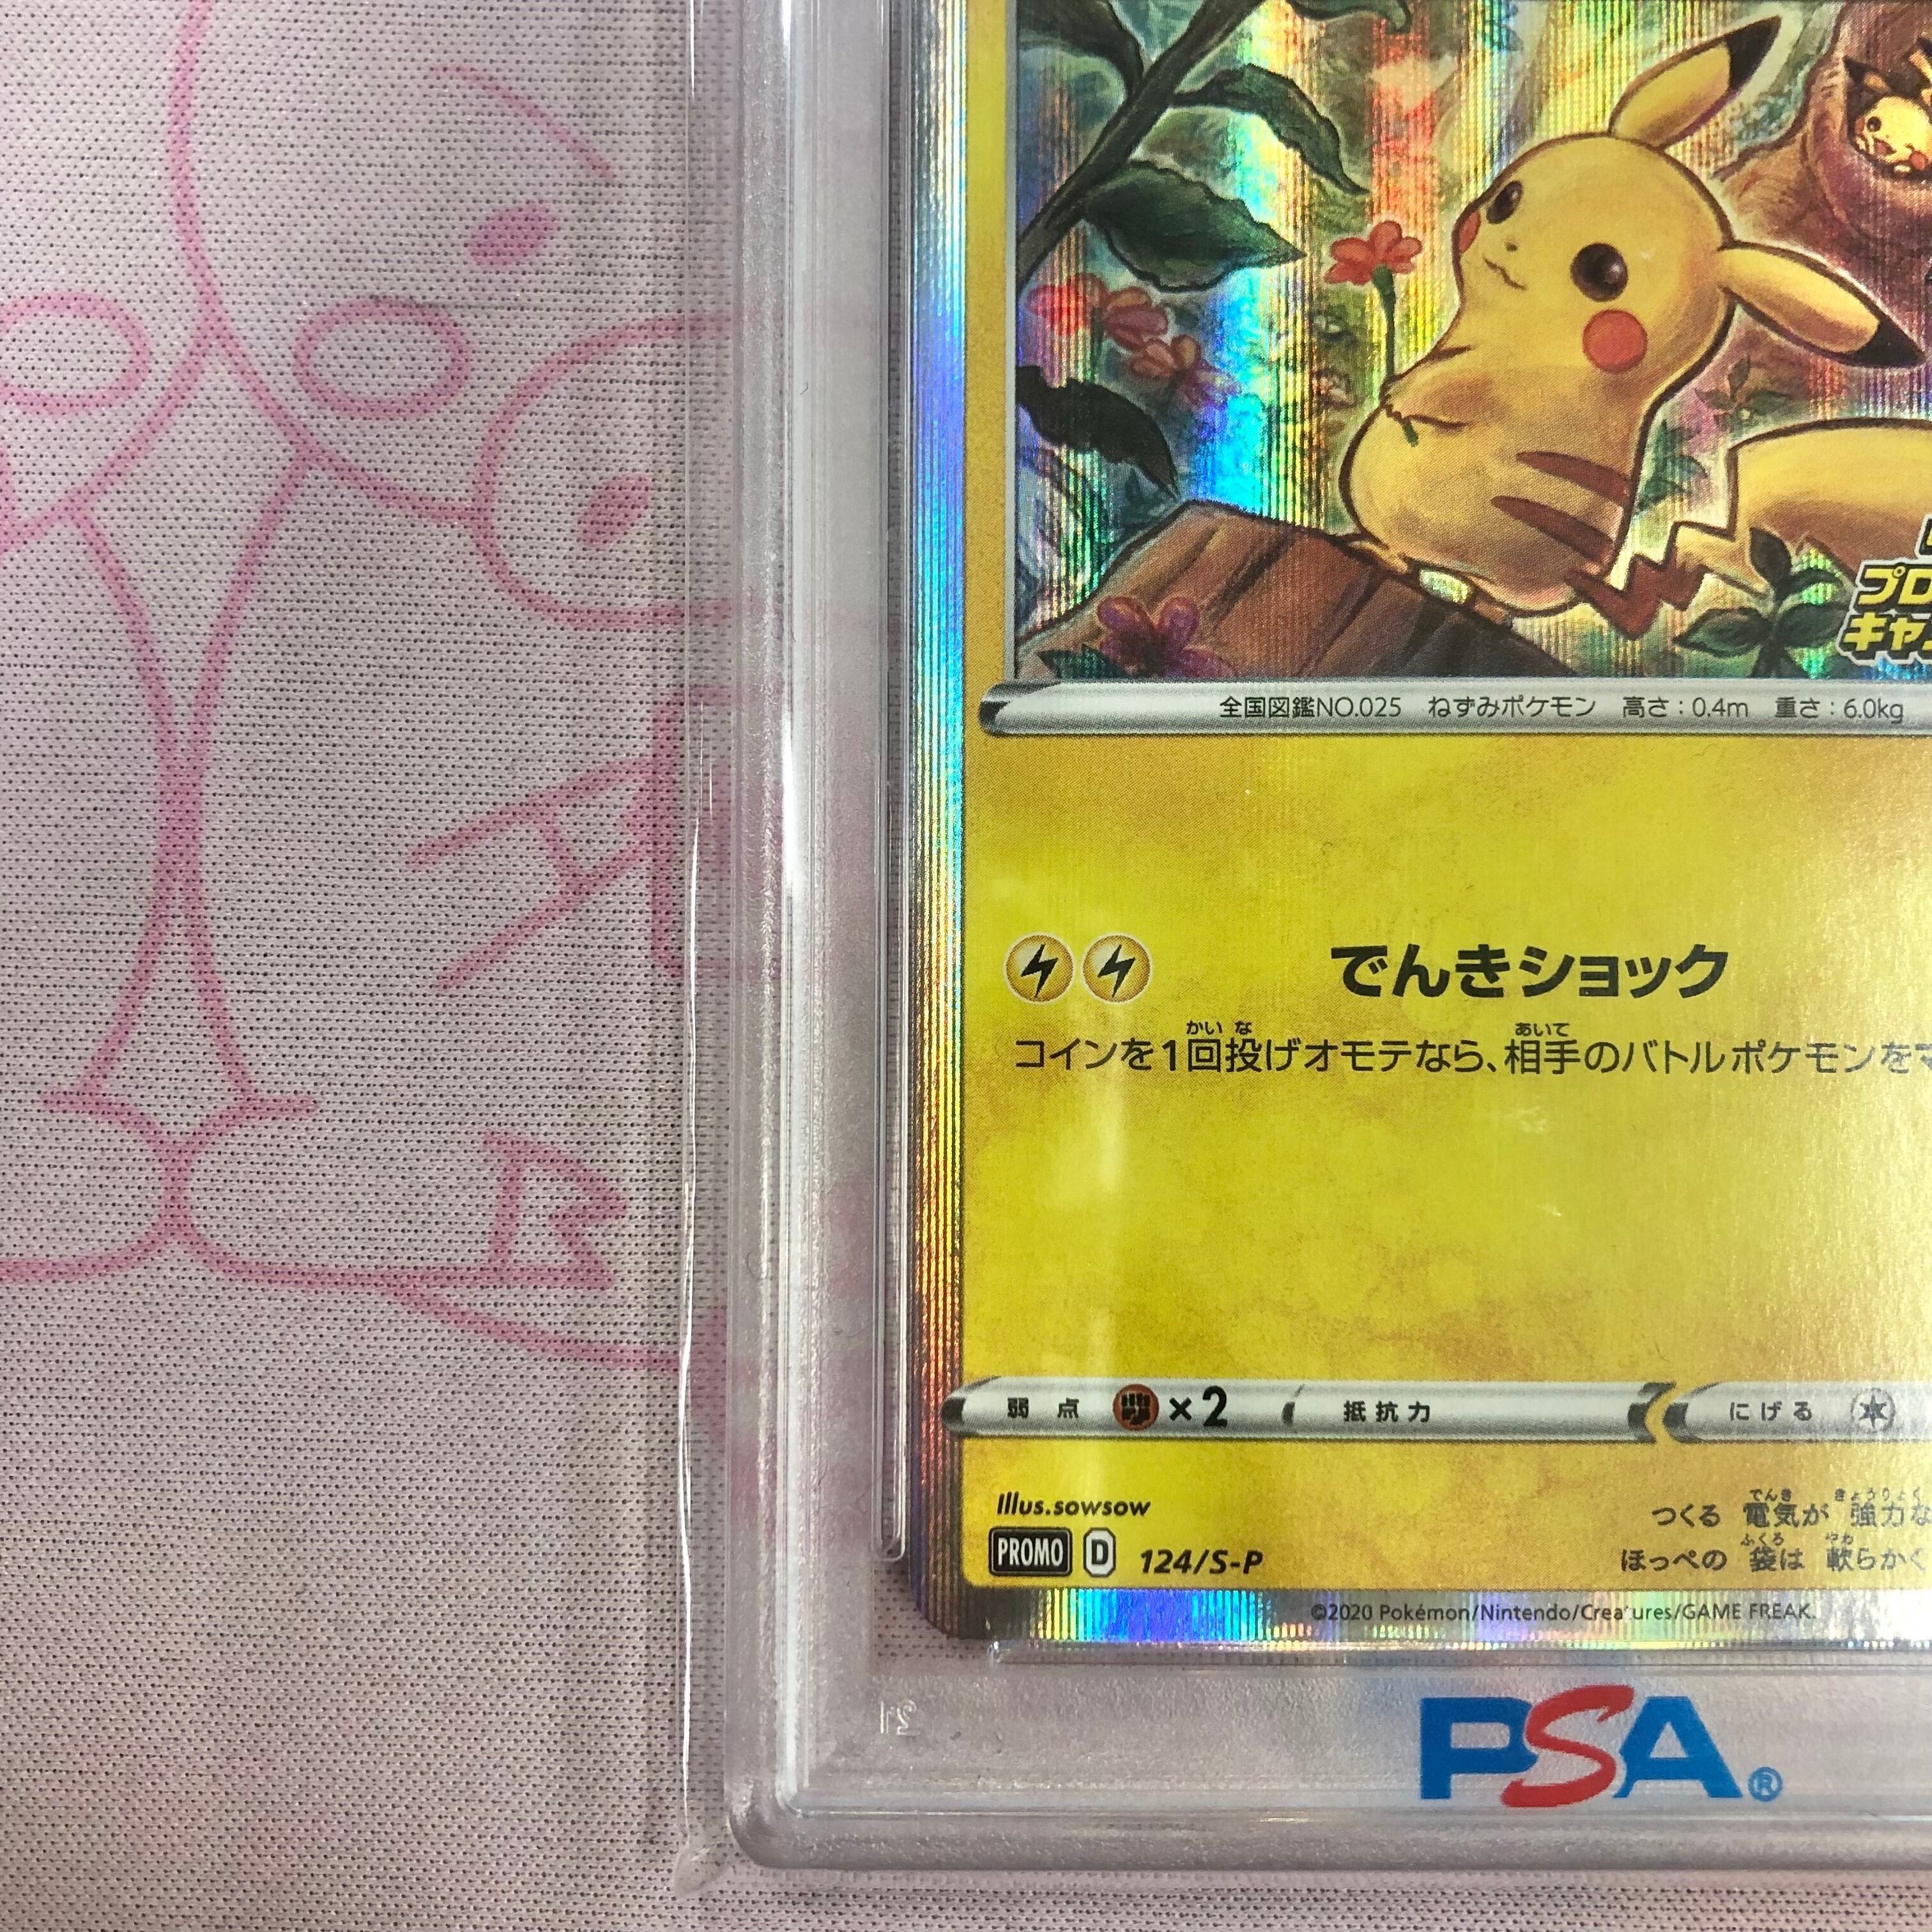 プロ
キャ
全国図鑑NO.025 ねずみポケモン 高さ:0.4m 重さ:6.0kg
でんきショック
かい な あいて
コインを1回投げオモテなら、相手のバトルポケモンをマ
弱点 ×2 抵抗力 にげる
Illus.sowsow
でんき きょうりょく
つくる 電気が 強力な
PROMO D 124/S-P
ふくろ やわ
ほっぺの 袋は 軟らかく
©2020 Pokémon/Nintendo/Creatures/GAME FREAK.
21
PSA®